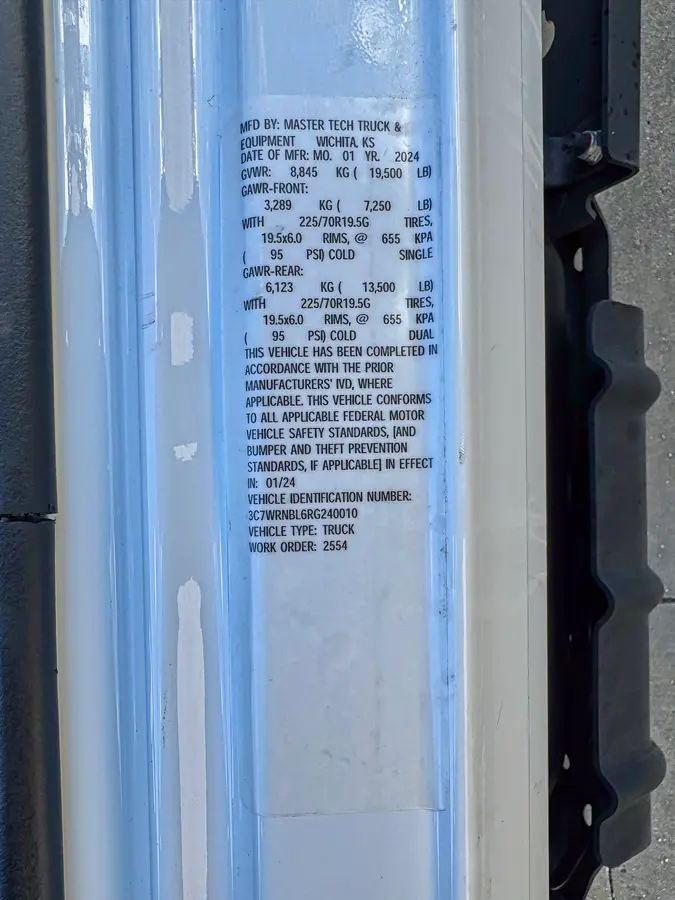 MFD BY: MASTER TECH TRUCK &
EQUIPMENT WICHITA, KS
DATE OF MFR: MO. 01 YR. 2024
GVWR: 8,845 KG ( 19,500 LB)
GAWR-FRONT:
3,289 KG ( 7,250 LB)
WITH 225/70R19.5G TIRES,
19.5x6.0 RIMS, @ 655 KPA
( 95 PSI) COLD SINGLE
GAWR-REAR:
6,123 KG ( 13,500 LB)
WITH 225/70R19.5G TIRES,
19.5x6.0 RIMS, @ 655 KPA
( 95 PSI) COLD DUAL
THIS VEHICLE HAS BEEN COMPLETED IN
ACCORDANCE WITH THE PRIOR
MANUFACTURERS' IVD, WHERE
APPLICABLE. THIS VEHICLE CONFORMS
TO ALL APPLICABLE FEDERAL MOTOR
VEHICLE SAFETY STANDARDS, [AND
BUMPER AND THEFT PREVENTION
STANDARDS, IF APPLICABLE] IN EFFECT
IN: 01/24
VEHICLE IDENTIFICATION NUMBER:
3C7WRNBL6RG240010
VEHICLE TYPE: TRUCK
WORK ORDER: 2554